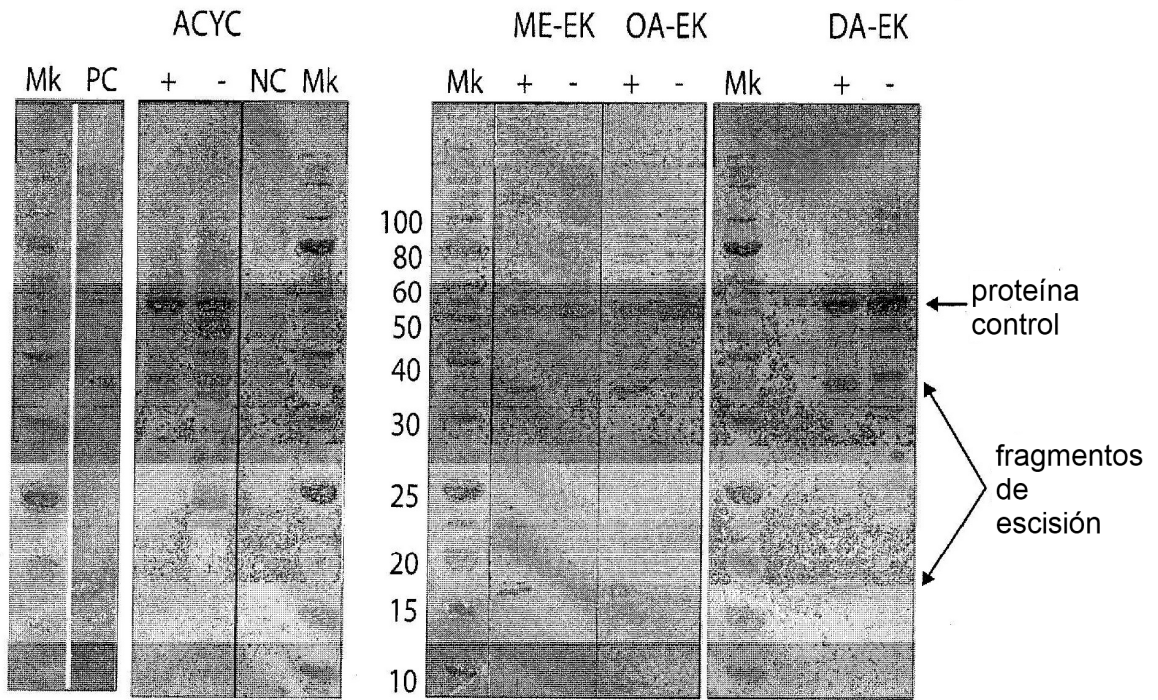 ACYC
ME-EK OA-EK DA-EK
Mk PC + - NC Mk Mk + - + - Mk + -
100
80
60
50
40
30
25
20
15
10
proteína
control
fragmentos
de
escisión